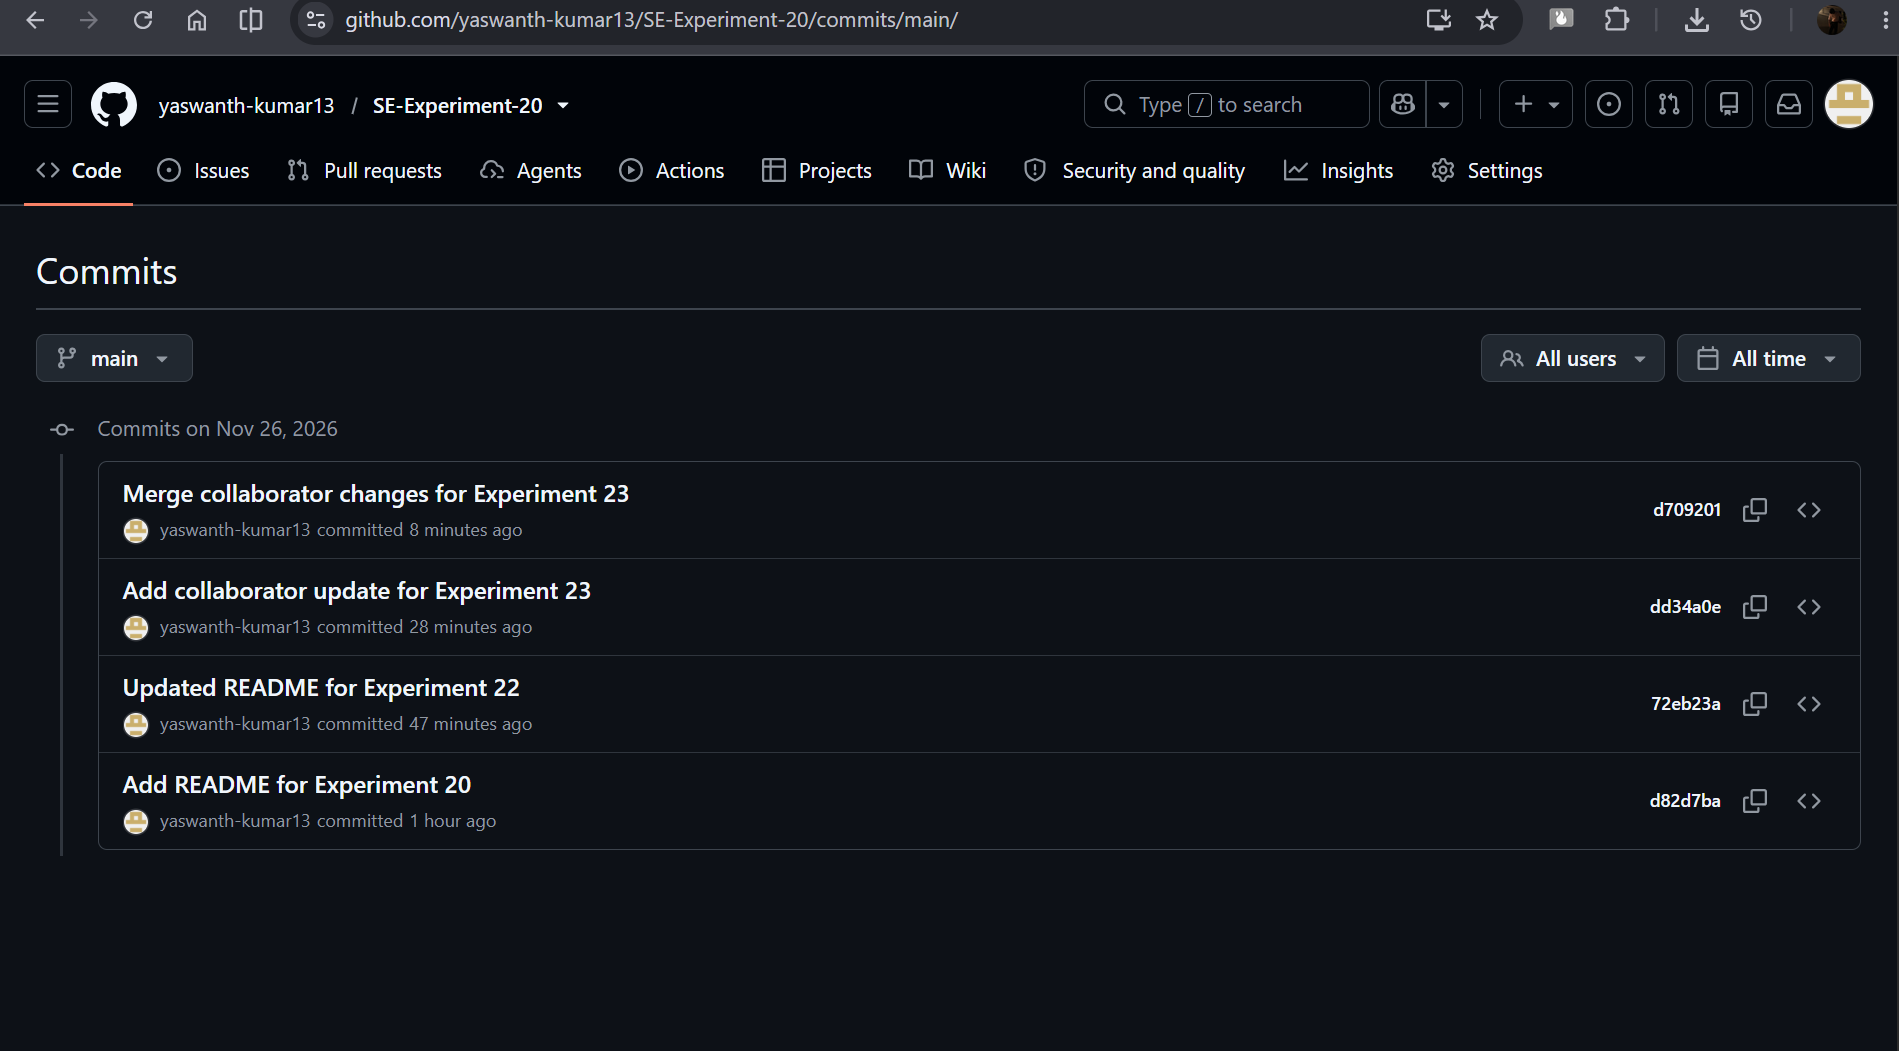 github.com/yaswanth-kumar13/SE-Experiment-20/commits/main/
yaswanth-kumar13 / SE-Experiment-20
Type / to search
Code Issues Pull requests Agents Actions Projects Wiki Security and quality Insights Settings
Commits
main All users All time
Commits on Nov 26, 2026
Merge collaborator changes for Experiment 23
yaswanth-kumar13 committed 8 minutes ago
d709201
Add collaborator update for Experiment 23
yaswanth-kumar13 committed 28 minutes ago
dd34a0e
Updated README for Experiment 22
yaswanth-kumar13 committed 47 minutes ago
72eb23a
Add README for Experiment 20
yaswanth-kumar13 committed 1 hour ago
d82d7ba